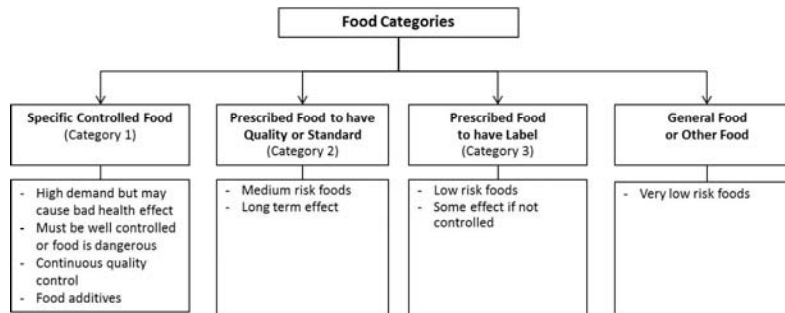 Food Categories
Specific Controlled Food
(Category 1)
- High demand but may
cause bad health effect
- Must be well controlled
or food is dangerous
- Continuous quality
control
- Food additives
Prescribed Food to have
Quality or Standard
(Category 2)
- Medium risk foods
- Long term effect
Prescribed Food
to have Label
(Category 3)
- Low risk foods
- Some effect if not
controlled
General Food
or Other Food
- Very low risk foods